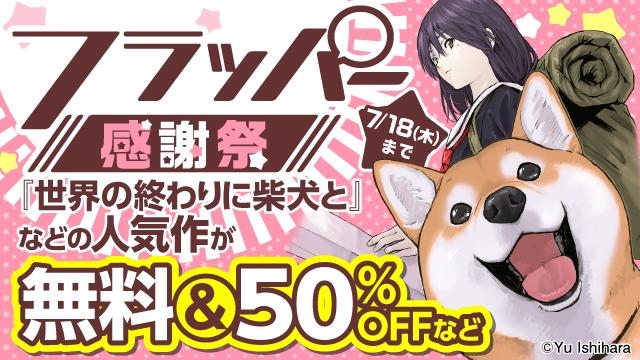 フラッパー
感謝祭
7/18(木)
まで
『世界の終わりに柴犬と』
などの人気作が
無料&50%OFFなど
©Yu Ishihara